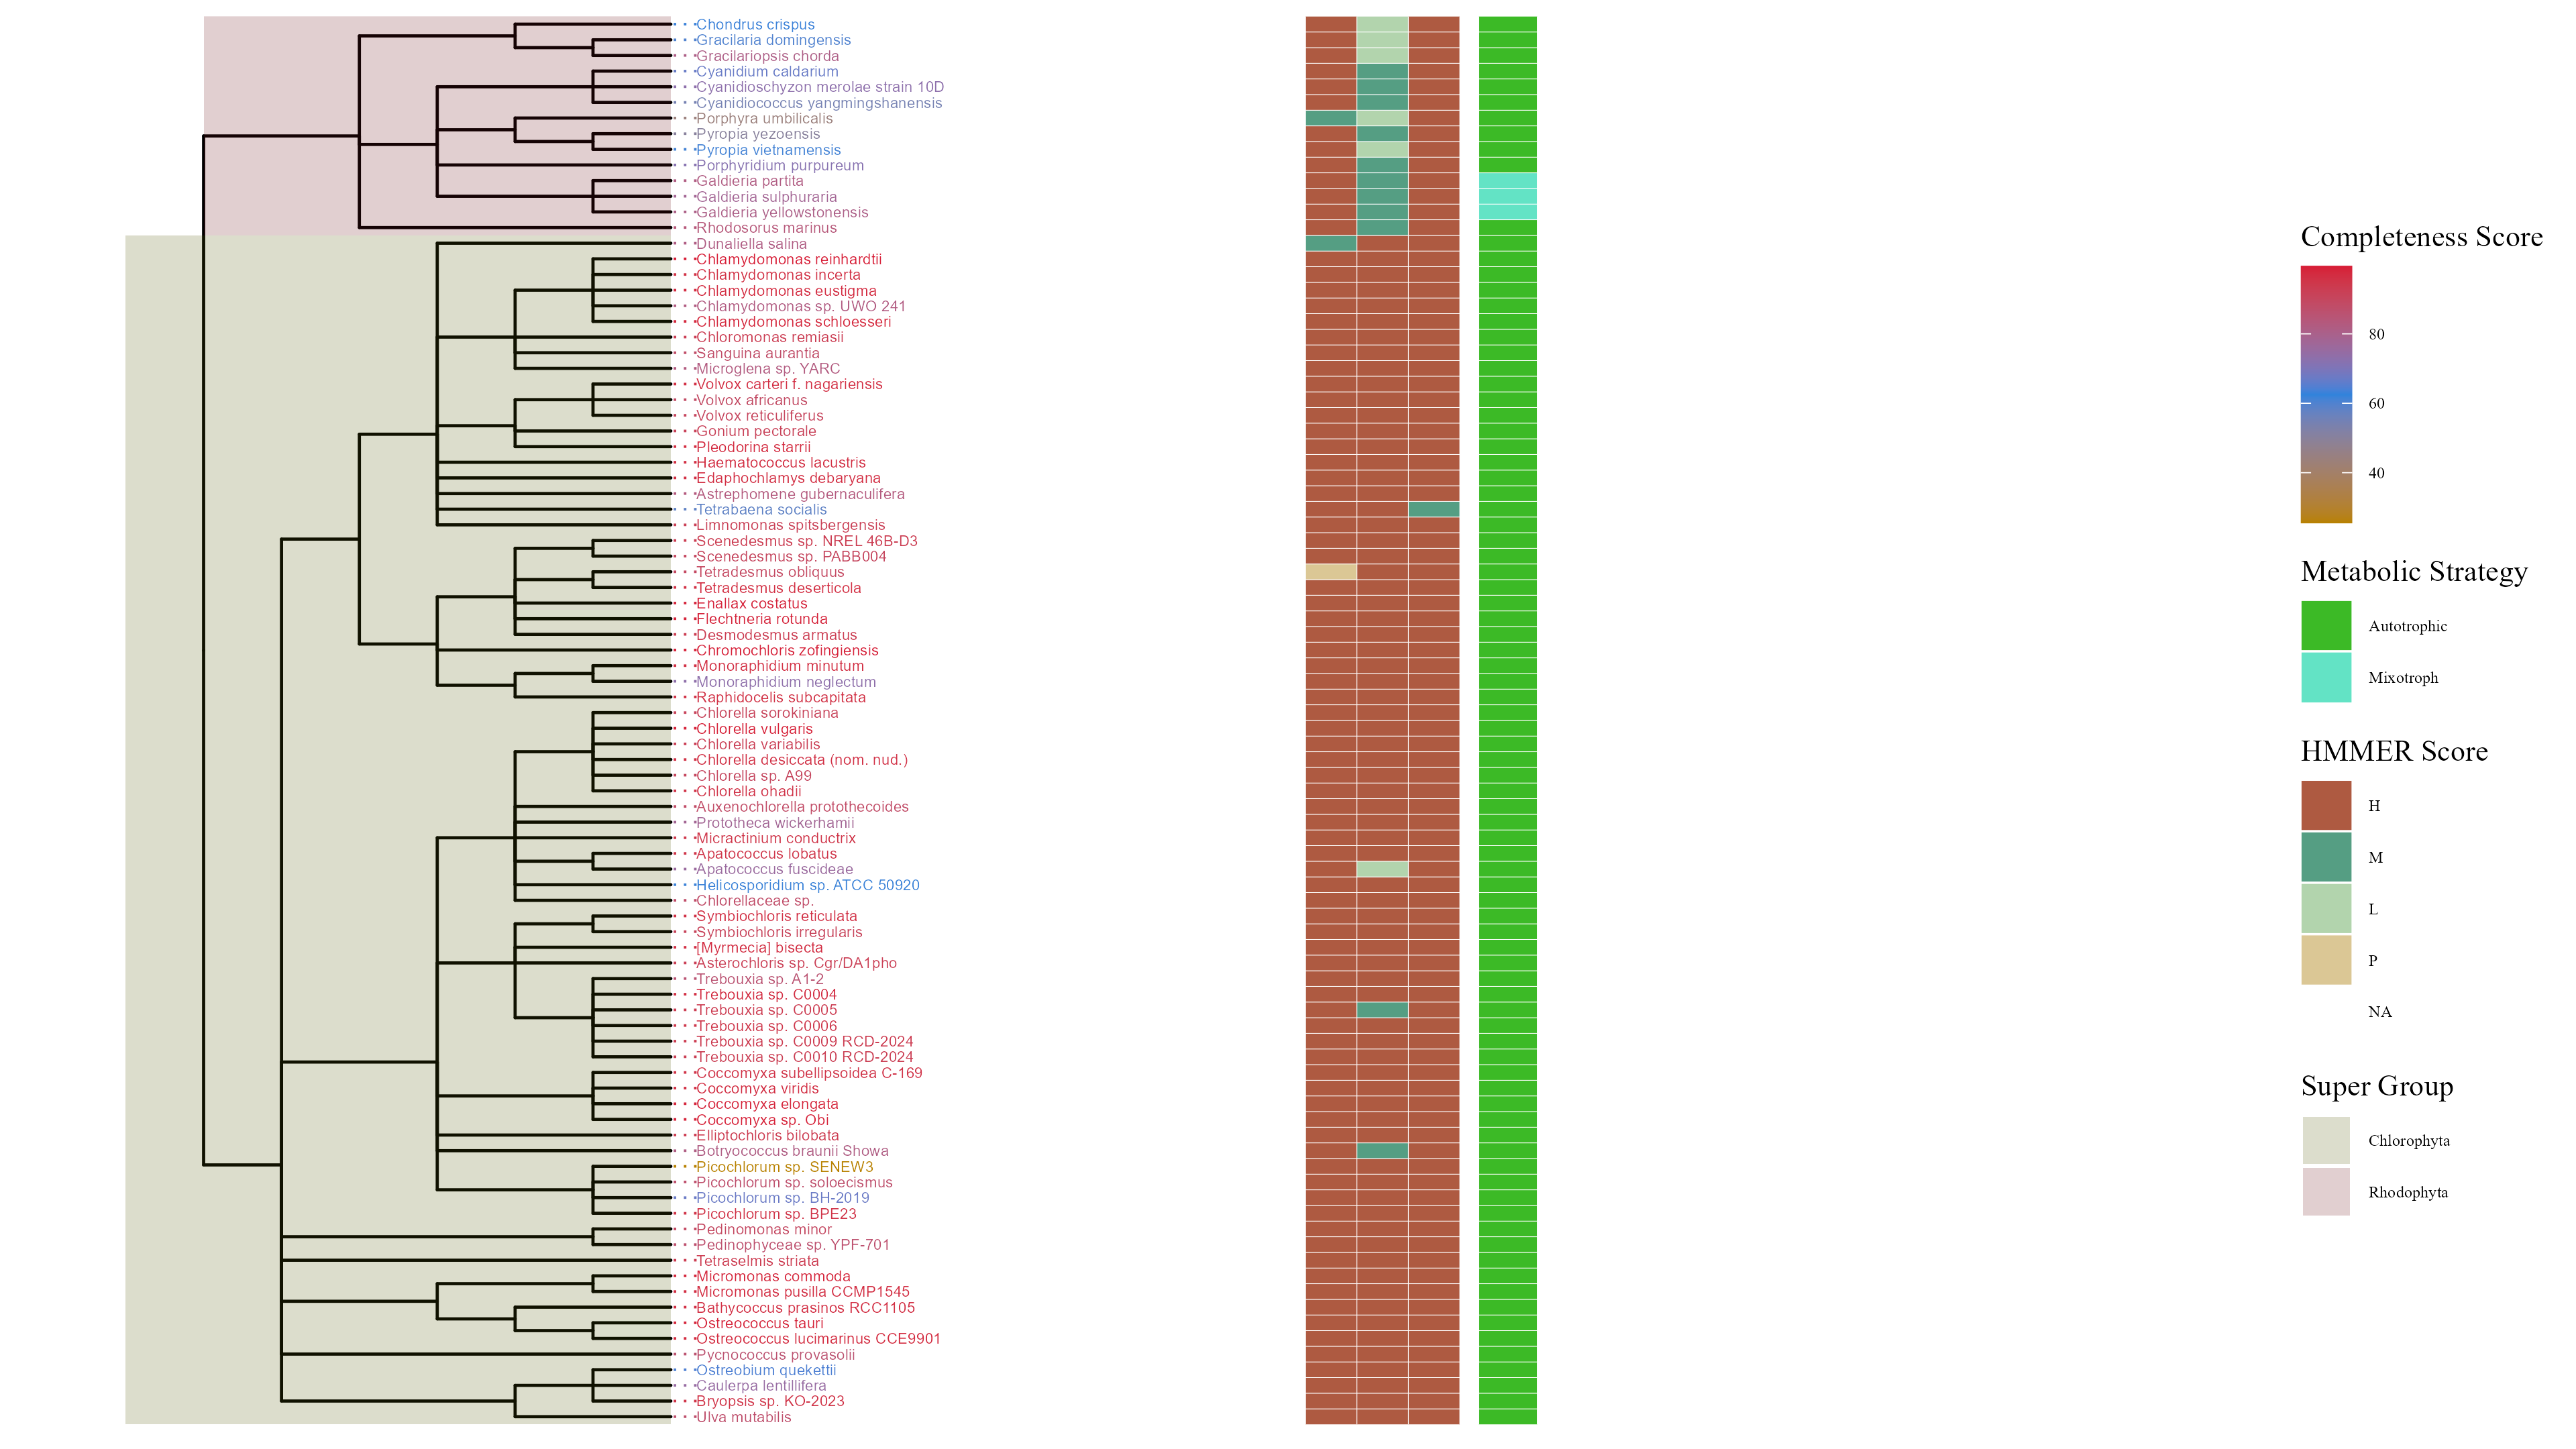 Chondrus crispus
Gracilaria domingensis
Gracilariopsis chorda
Cyanidium caldarium
Cyanidioschyzon merolae strain 10D
Cyanidiococcus yangmingshanensis
Porphyra umbilicalis
Pyropia yezoensis
Pyropia vietnamensis
Porphyridium purpureum
Galdieria partita
Galdieria sulphuraria
Galdieria yellowstonensis
Rhodosorus marinus
Dunaliella salina
Chlamydomonas reinhardtii
Chlamydomonas incerta
Chlamydomonas eustigma
Chlamydomonas sp. UWO 241
Chlamydomonas schloesseri
Chloromonas remiasii
Sanguina aurantia
Microglena sp. YARC
Volvox carteri f. nagariensis
Volvox africanus
Volvox reticuliferus
Gonium pectorale
Pleodorina starrii
Haematococcus lacustris
Edaphochlamys debaryana
Astrephomene gubernaculifera
Tetrabaena socialis
Limnomonas spitsbergensis
Scenedesmus sp. NREL 46B-D3
Scenedesmus sp. PABB004
Tetradesmus obliquus
Tetradesmus deserticola
Enallax costatus
Flechtneria rotunda
Desmodesmus armatus
Chromochloris zofingiensis
Monoraphidium minutum
Monoraphidium neglectum
Raphidocelis subcapitata
Chlorella sorokiniana
Chlorella vulgaris
Chlorella variabilis
Chlorella desiccata (nom. nud.)
Chlorella sp. A99
Chlorella ohadii
Auxenochlorella protothecoides
Prototheca wickerhamii
Micractinium conductrix
Apatococcus lobatus
Apatococcus fuscideae
Helicosporidium sp. ATCC 50920
Chlorellaceae sp.
Symbiochloris reticulata
Symbiochloris irregularis
[Myrmecia] bisecta
Asterochloris sp. Cgr/DA1pho
Trebouxia sp. A1-2
Trebouxia sp. C0004
Trebouxia sp. C0005
Trebouxia sp. C0006
Trebouxia sp. C0009 RCD-2024
Trebouxia sp. C0010 RCD-2024
Coccomyxa subellipsoidea C-169
Coccomyxa viridis
Coccomyxa elongata
Coccomyxa sp. Obi
Elliptochloris bilobata
Botryococcus braunii Showa
Picochlorum sp. SENEW3
Picochlorum sp. soloecismus
Picochlorum sp. BH-2019
Picochlorum sp. BPE23
Pedinomonas minor
Pedinophyceae sp. YPF-701
Tetraselmis striata
Micromonas commoda
Micromonas pusilla CCMP1545
Bathycoccus prasinos RCC1105
Ostreococcus tauri
Ostreococcus lucimarinus CCE9901
Pycnococcus provasolii
Ostreobium quekettii
Caulerpa lentillifera
Bryopsis sp. KO-2023
Ulva mutabilis
Completeness Score
80
60
40
Metabolic Strategy
Autotrophic
Mixotroph
HMMER Score
H
M
L
P
NA
Super Group
Chlorophyta
Rhodophyta